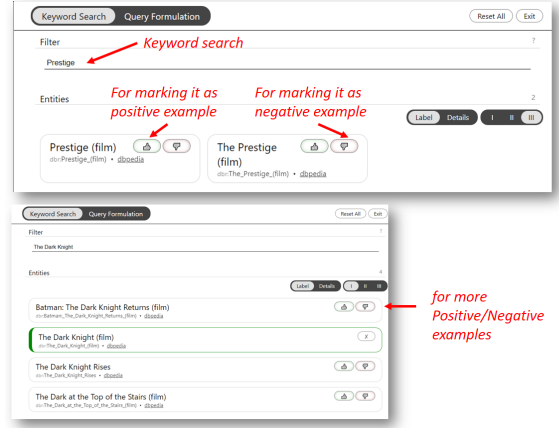 Keyword Search Query Formulation Reset All Exit
Filter ?
Keyword search
Prestige
For marking it as positive example
For marking it as negative example
Entities 2
Label Details I II III
Prestige (film)
dbr:Prestige_(film) • dbpedia
The Prestige (film)
dbr:The_Prestige_(film) • dbpedia
Keyword Search Query Formulation Reset All Exit
Filter ?
The Dark Knight
Entities 4
Label Details I II III
Batman: The Dark Knight Returns (film)
dbr:Batman:_The_Dark_Knight_Returns_(film) • dbpedia
The Dark Knight (film) X
dbr:The_Dark_Knight_(film) • dbpedia
The Dark Knight Rises
dbr:The_Dark_Knight_Rises • dbpedia
The Dark at the Top of the Stairs (film)
dbr:The_Dark_at_the_Top_of_the_Stairs_(film) • dbpedia
for more
Positive/Negative
examples